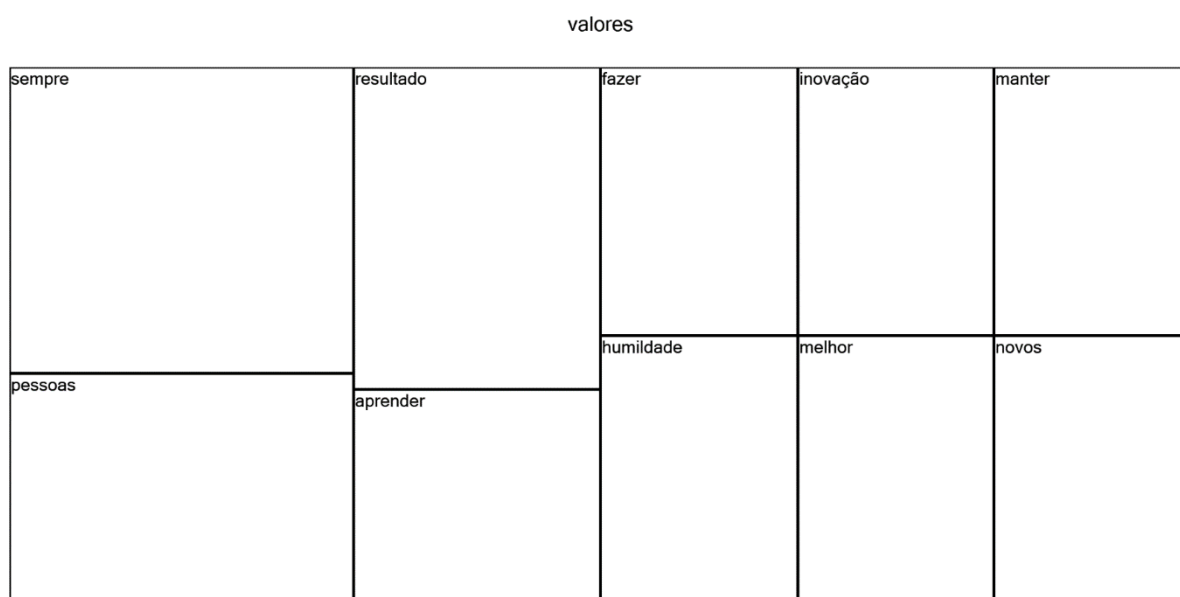 valores
sempre
resultado
fazer
inovação
manter
humildade
melhor
novos
pessoas
aprender